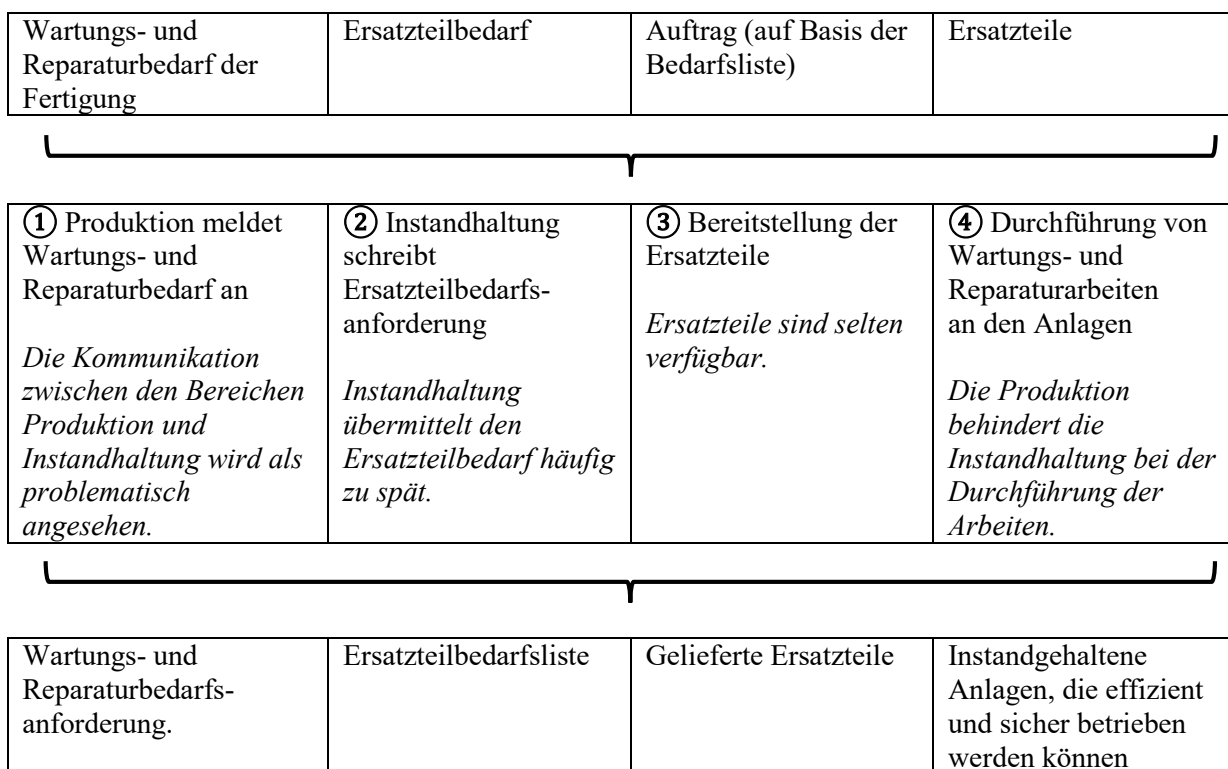 Wartungs- und
Reparaturbedarf der
Fertigung
Ersatzteilbedarf
Auftrag (auf Basis der
Bedarfsliste)
Ersatzteile
① Produktion meldet
Wartungs- und
Reparaturbedarf an
Die Kommunikation
zwischen den Bereichen
Produktion und
Instandhaltung wird als
problematisch
angesehen.
② Instandhaltung
schreibt
Ersatzteilbedarfs-
anforderung
Instandhaltung
übermittelt den
Ersatzteilbedarf häufig
zu spät.
③ Bereitstellung der
Ersatzteile
Ersatzteile sind selten
verfügbar.
④ Durchführung von
Wartungs- und
Reparaturarbeiten
an den Anlagen
Die Produktion
behindert die
Instandhaltung bei der
Durchführung der
Arbeiten.
Wartungs- und
Reparaturbedarfs-
anforderung.
Ersatzteilbedarfsliste
Gelieferte Ersatzteile
Instandgehaltene
Anlagen, die effizient
und sicher betrieben
werden können